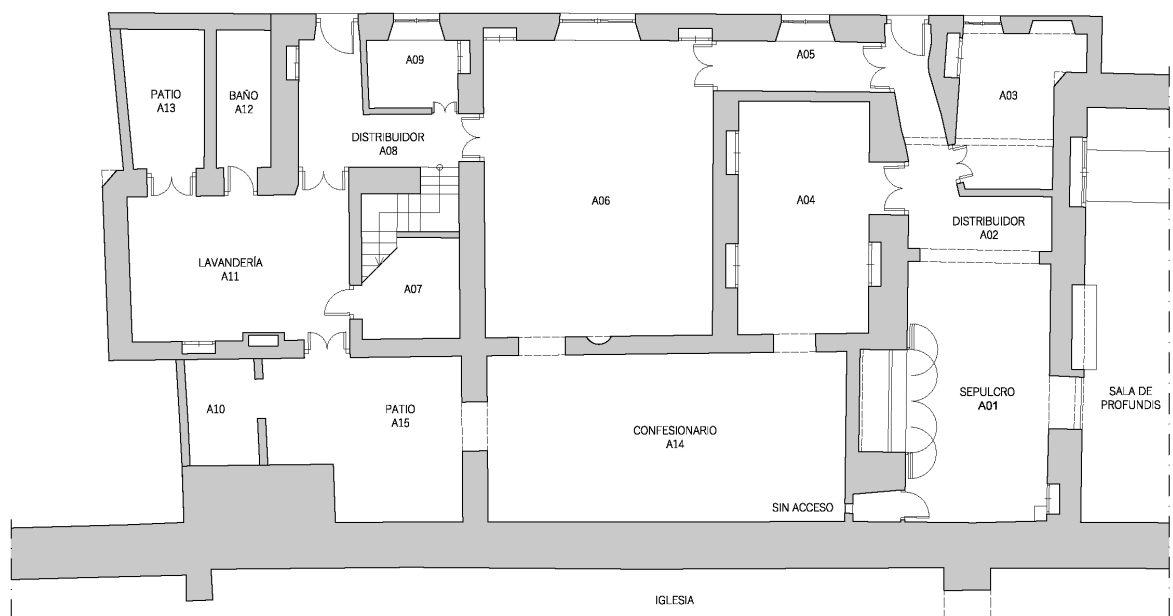 A05
A09
PATIO
A13
BAÑO
A12
A03
DISTRIBUIDOR
A08
A06
A04
DISTRIBUIDOR
A02
LAVANDERÍA
A11
A07
SEPULCRO
A01
SALA DE
PROFUNDIS
A10
PATIO
A15
CONFESIONARIO
A14
SIN ACCESO
IGLESIA